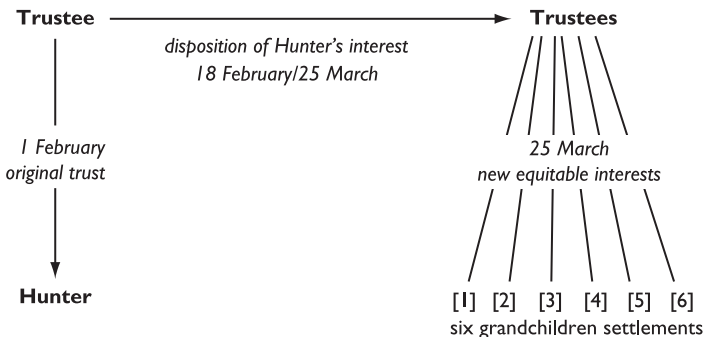 Trustee
Trustees
disposition of Hunter's interest
18 February/25 March
1 February
original trust
25 March
new equitable interests
Hunter
[1] [2] [3] [4] [5] [6]
six grandchildren settlements